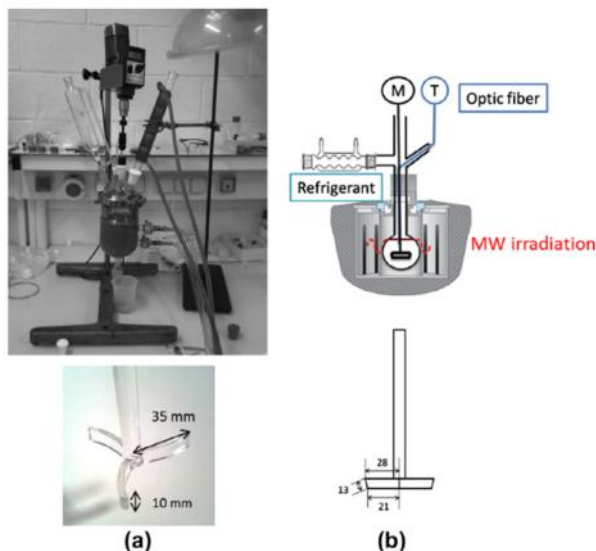 M
T
Optic fiber
Refrigerant
MW irradiation
35 mm
10 mm
28
13
21
(a)
(b)